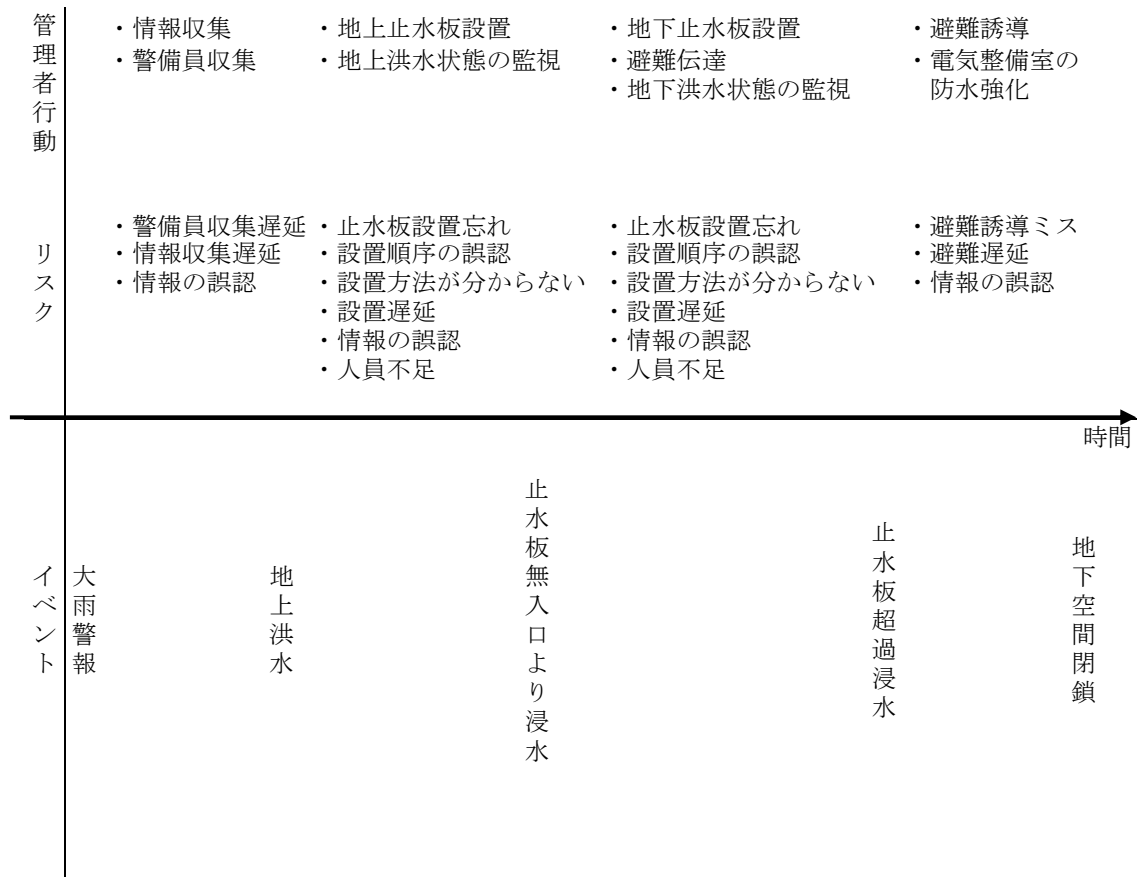 管理者行動
・情報収集
・警備員収集
・地上止水板設置
・地上洪水状態の監視
・地下止水板設置
・避難伝達
・地下洪水状態の監視
・避難誘導
・電気整備室の
防水強化
リスク
・警備員収集遅延
・情報収集遅延
・情報の誤認
・止水板設置忘れ
・設置順序の誤認
・設置方法が分からない
・設置遅延
・情報の誤認
・人員不足
・止水板設置忘れ
・設置順序の誤認
・設置方法が分からない
・設置遅延
・情報の誤認
・人員不足
・避難誘導ミス
・避難遅延
・情報の誤認
時間
イベント
大雨警報
地上洪水
止水板無入口より浸水
止水板超過浸水
地下空間閉鎖